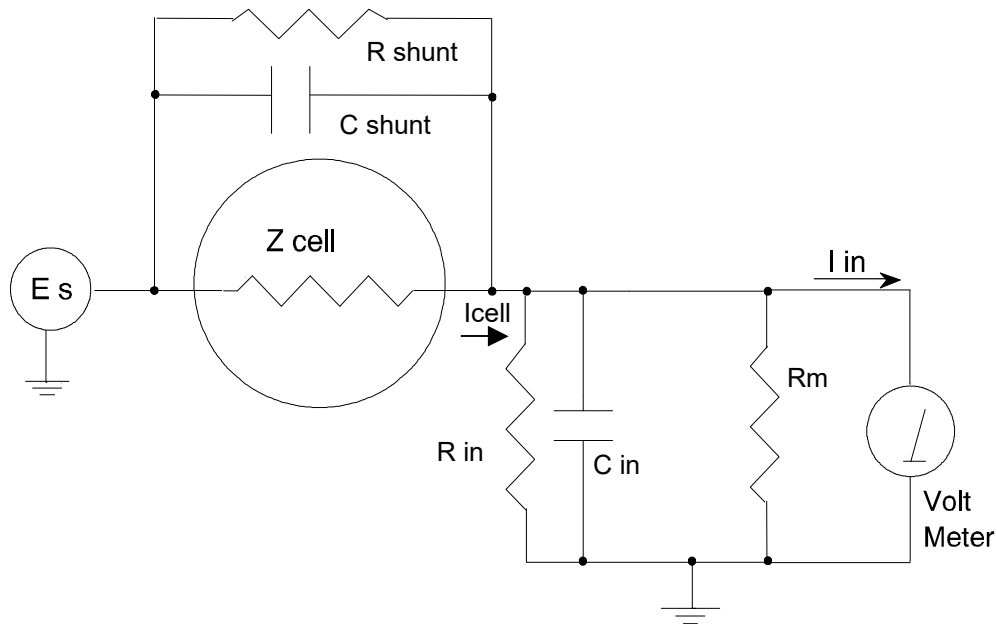 R shunt
C shunt
Z cell
E s
I in
Icell
Rm
R in
C in
Volt
Meter